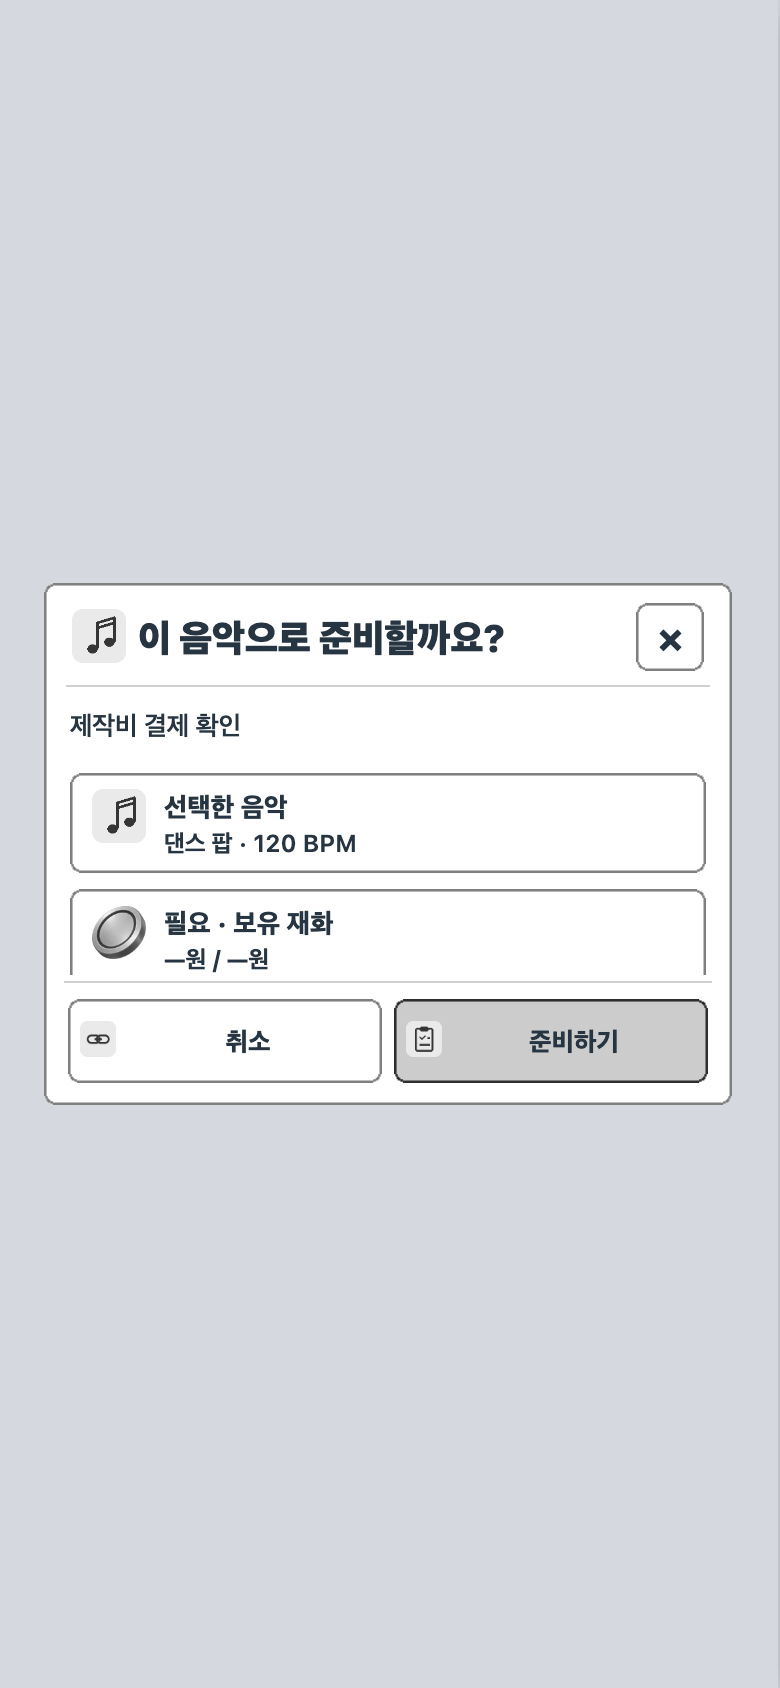 이 음악으로 준비할까요?
제작비 결제 확인
선택한 음악
댄스 팝 · 120 BPM
필요 · 보유 재화
—원 / —원
취소
준비하기